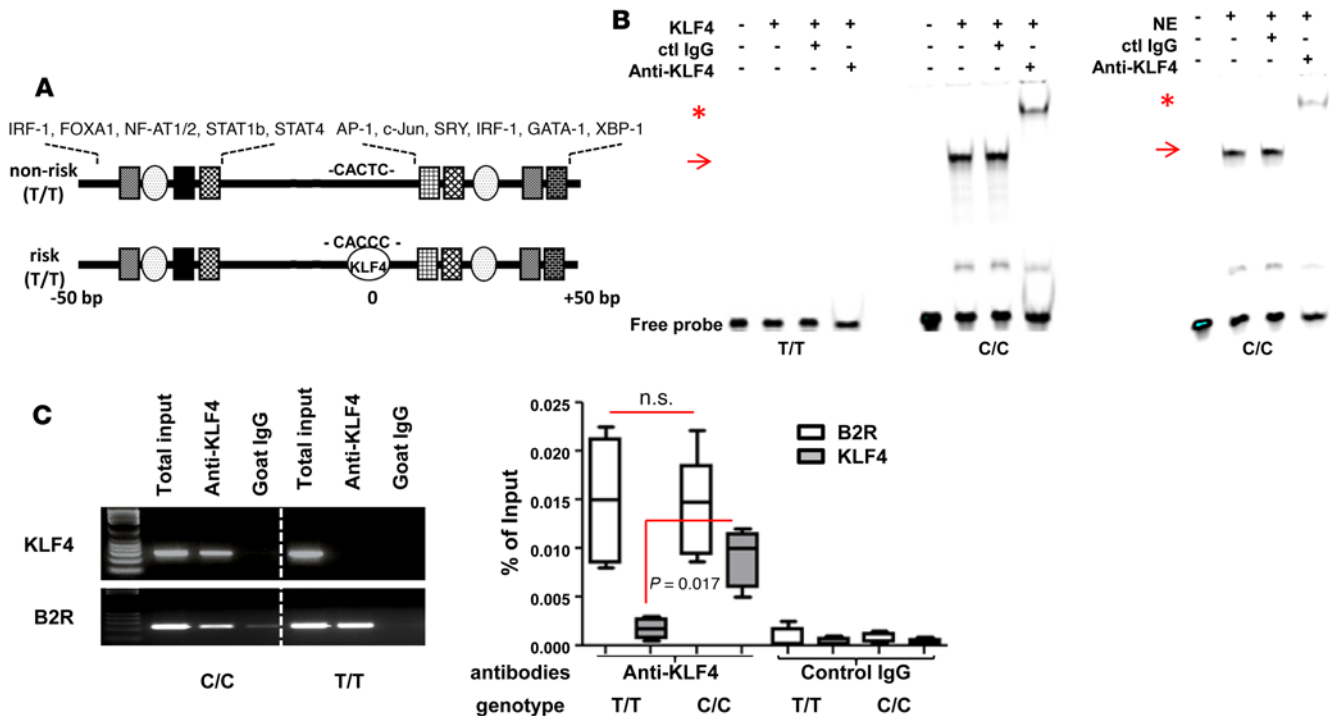 A
IRF-1, FOXA1, NF-AT1/2, STAT1b, STAT4 AP-1, c-Jun, SRY, IRF-1, GATA-1, XBP-1
non-risk
(T/T)
-CACTC-
risk
(T/T)
- CACCC -
KLF4
-50 bp
0
+50 bp
B
KLF4 - + + +
ctl IgG - - + -
Anti-KLF4 - - - +
- + + +
- - + -
- - - +
NE - + + +
ctl IgG - - + -
Anti-KLF4 - - - +
*
→
*
→
Free probe
T/T
C/C
C/C
C
Total input
Anti-KLF4
Goat IgG
Total input
Anti-KLF4
Goat IgG
KLF4
B2R
C/C
T/T
% of Input
0.025
0.020
0.015
0.010
0.005
0.000
n.s.
P = 0.017
B2R
KLF4
antibodies Anti-KLF4 Control IgG
genotype T/T C/C T/T C/C